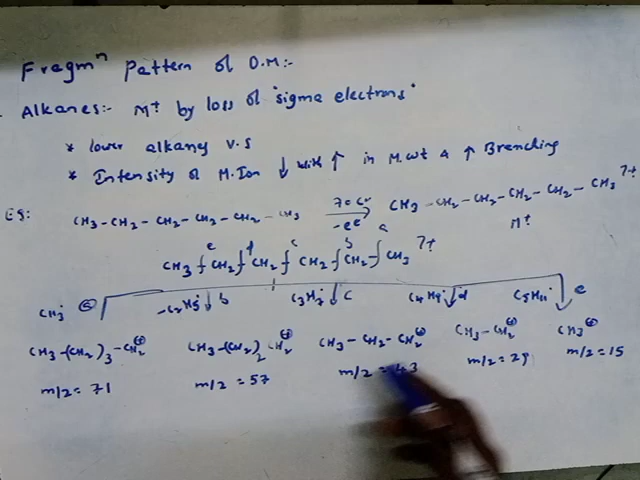 Fragmⁿ Pattern of O.M:-
Alkanes:- M⁺ by loss of "sigma electrons"
* lower alkanes V.S
* Intensity of M.Ion ↓ with ↑ in M.wt & ↑ Branching
Eg: CH3-CH2-CH2-CH2-CH2-CH3 70 ev → -e⁻ CH3-CH2-CH2-CH2-CH2-CH3 ⁊⁺
M⁺
e d c b a
CH3 CH2 CH2 CH2 CH2 CH3 ⁊⁺
CH3• a -C2H5• ↓ b C3H7• ↓ c C4H9• ↓ d C5H11• e
CH3-(CH2)3-CH2⊕ CH3-(CH2)2 CH2⊕ CH3-CH2-CH2⊕ CH3-CH2⊕ CH3⊕
m/z = 71 m/z = 57 m/z = 43 m/z = 29 m/z = 15